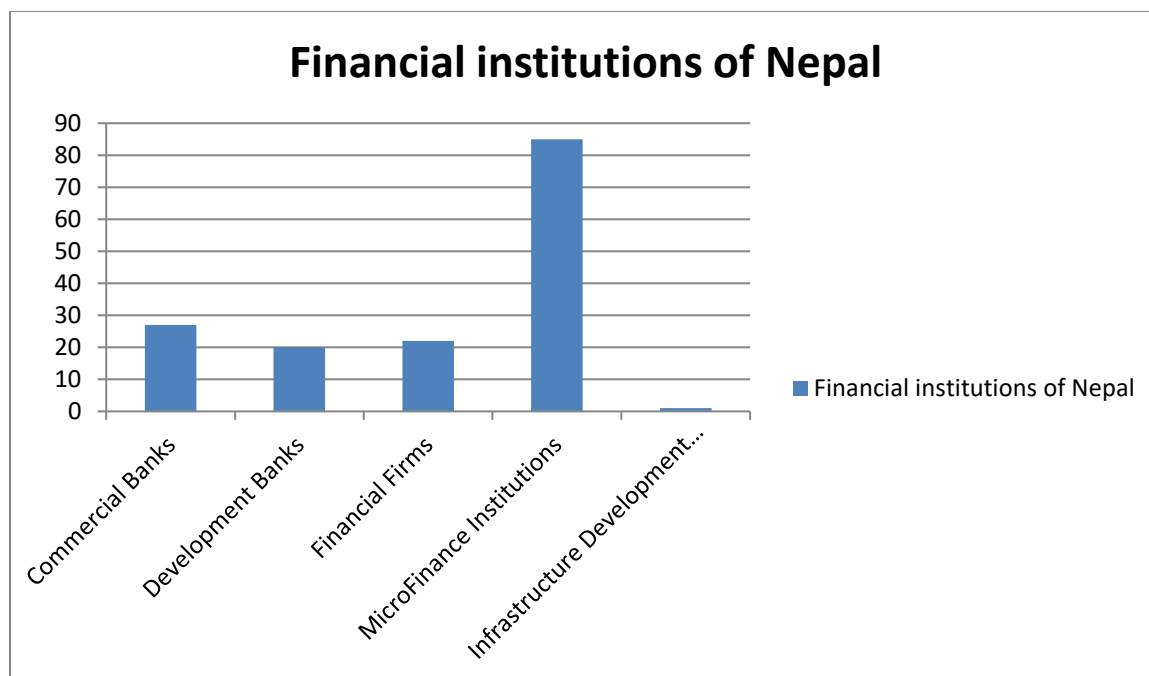 Financial institutions of Nepal
90
80
70
60
50
40
30
20
10
0
Commercial Banks
Development Banks
Financial Firms
MicroFinance Institutions
Infrastructure Development...
Financial institutions of Nepal